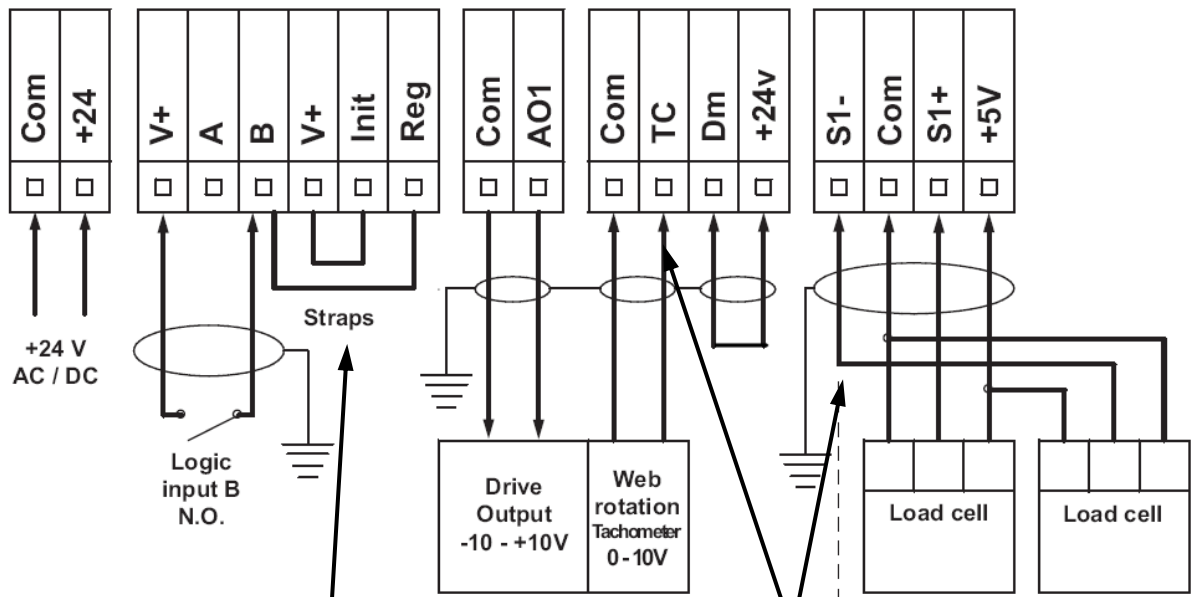 Com
+24
V+
A
B
V+
Init
Reg
Com
AO1
Com
TC
Dm
+24v
S1-
Com
S1+
+5V
+24 V
AC / DC
Straps
Logic
input B
N.O.
Drive
Output
-10 - +10V
Web
rotation
Tachometer
0-10V
Load cell
Load cell